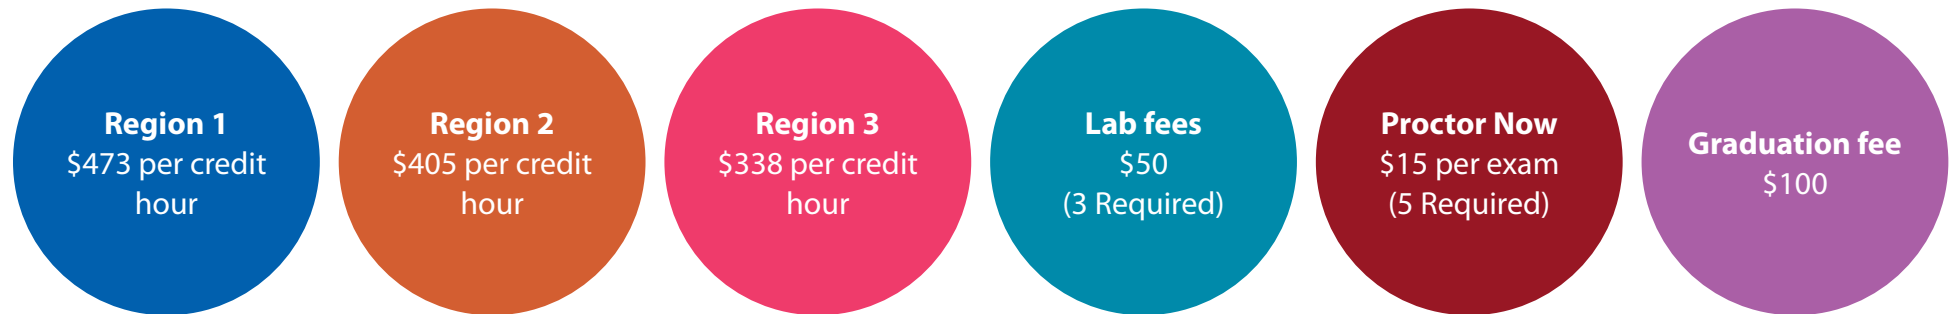 Region 1
$473 per credit
hour
Region 2
$405 per credit
hour
Region 3
$338 per credit
hour
Lab fees
$50
(3 Required)
Proctor Now
$15 per exam
(5 Required)
Graduation fee
$100